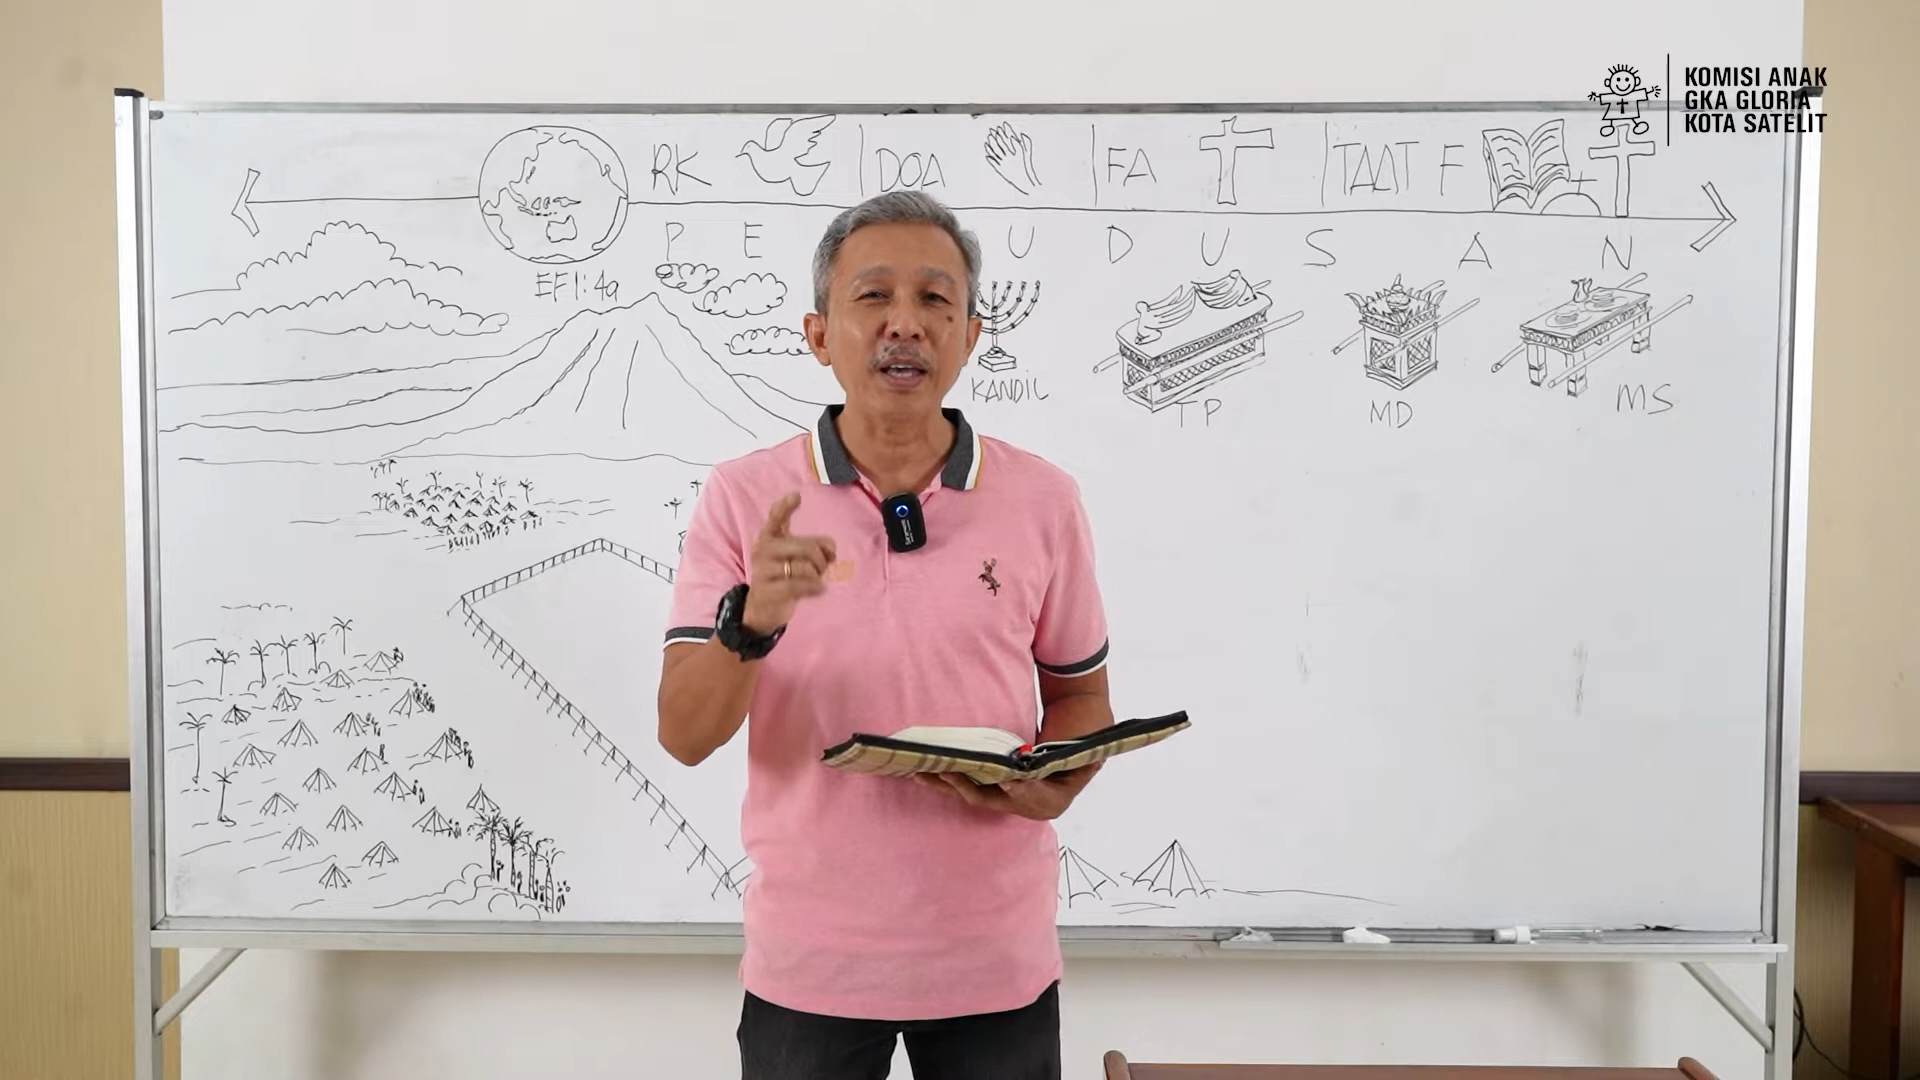 KOMISI ANAK
GKA GLORIA
KOTA SATELIT
RK DOA FA TAAT F
P E U D U S A N
EF 1:4a
KANDIL
TP
MD
MS